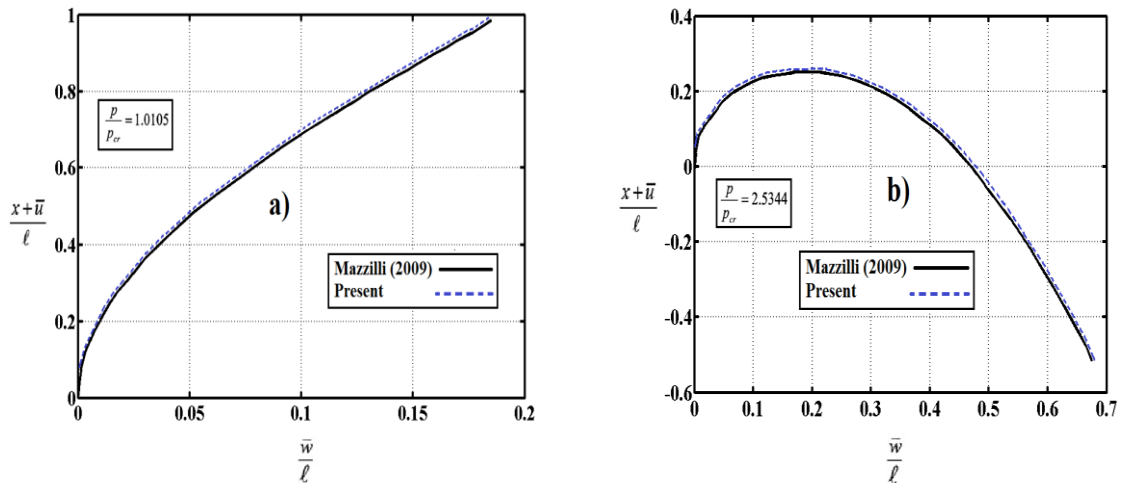 1
0.8
0.6
0.4
0.2
0
0 0.05 0.1 0.15 0.2
x + u̅
ℓ
w̅
ℓ
p
p_cr = 1.0105
a)
Mazzilli (2009)
Present
0.4
0.2
0
-0.2
-0.4
-0.6
0 0.1 0.2 0.3 0.4 0.5 0.6 0.7
x + u̅
ℓ
w̅
ℓ
p
p_cr = 2.5344
b)
Mazzilli (2009)
Present